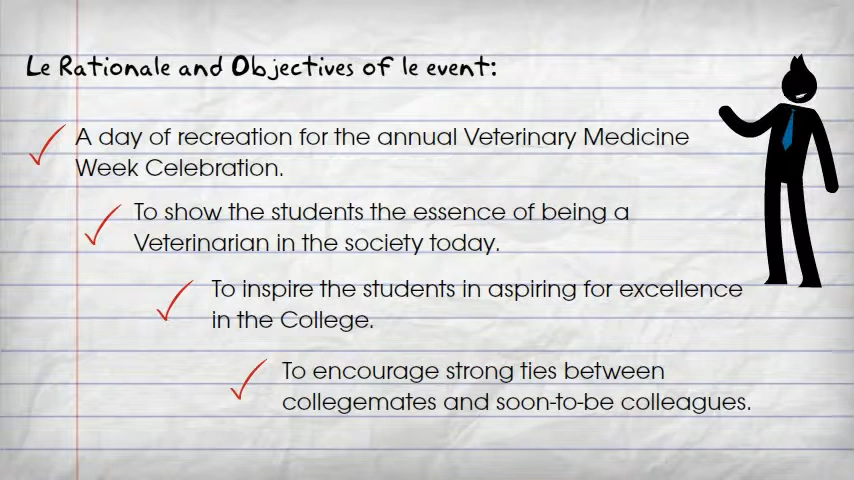 Le Rationale and Objectives of le event:
A day of recreation for the annual Veterinary Medicine
Week Celebration.
To show the students the essence of being a
Veterinarian in the society today.
To inspire the students in aspiring for excellence
in the College.
To encourage strong ties between
collegemates and soon-to-be colleagues.